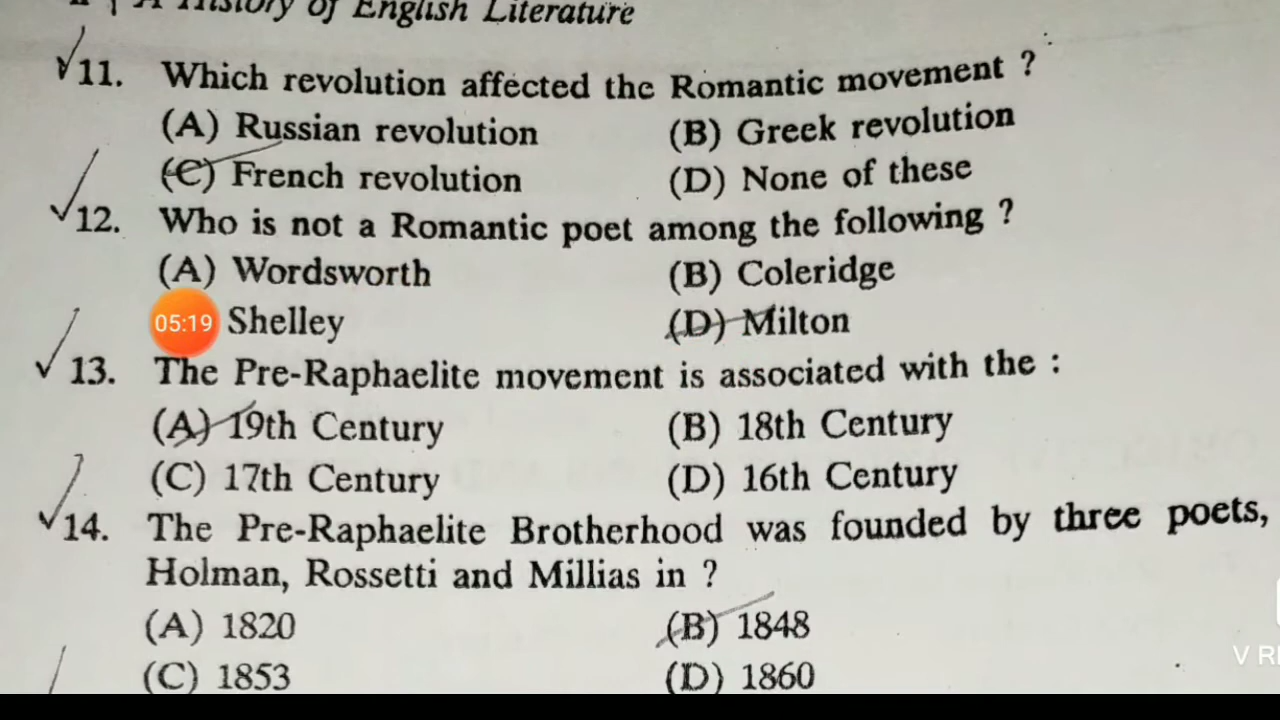 A History of English Literature
11. Which revolution affected the Romantic movement ?
(A) Russian revolution (B) Greek revolution
(C) French revolution (D) None of these
12. Who is not a Romantic poet among the following ?
(A) Wordsworth (B) Coleridge
05:19 Shelley (D) Milton
13. The Pre-Raphaelite movement is associated with the :
(A) 19th Century (B) 18th Century
(C) 17th Century (D) 16th Century
14. The Pre-Raphaelite Brotherhood was founded by three poets,
Holman, Rossetti and Millias in ?
(A) 1820 (B) 1848
V
(C) 1853 (D) 1860